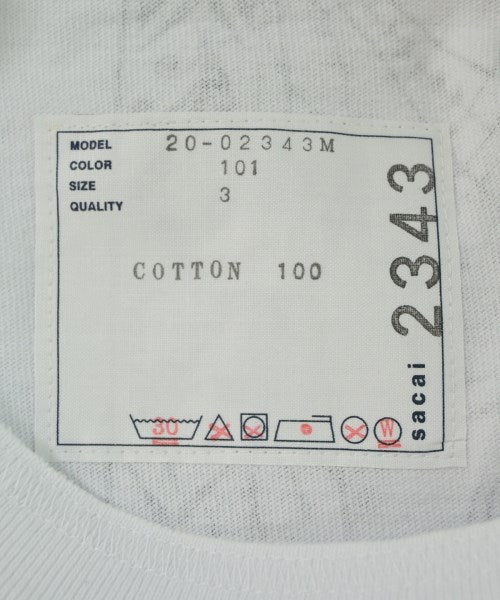 MODEL 20-02343M
COLOR 101
SIZE 3
QUALITY
COTTON 100
30
W
sacai 2343